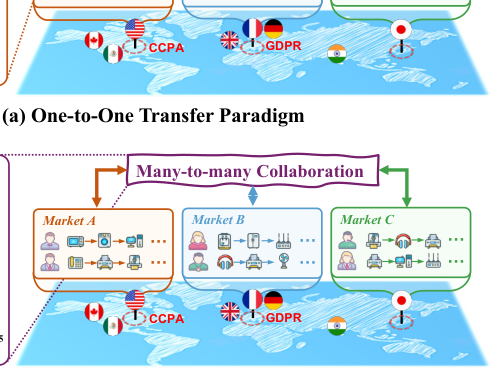 CCPA
GDPR
(a) One-to-One Transfer Paradigm
Many-to-many Collaboration
Market A
Market B
Market C
...
...
...
...
...
...
CCPA
GDPR
s